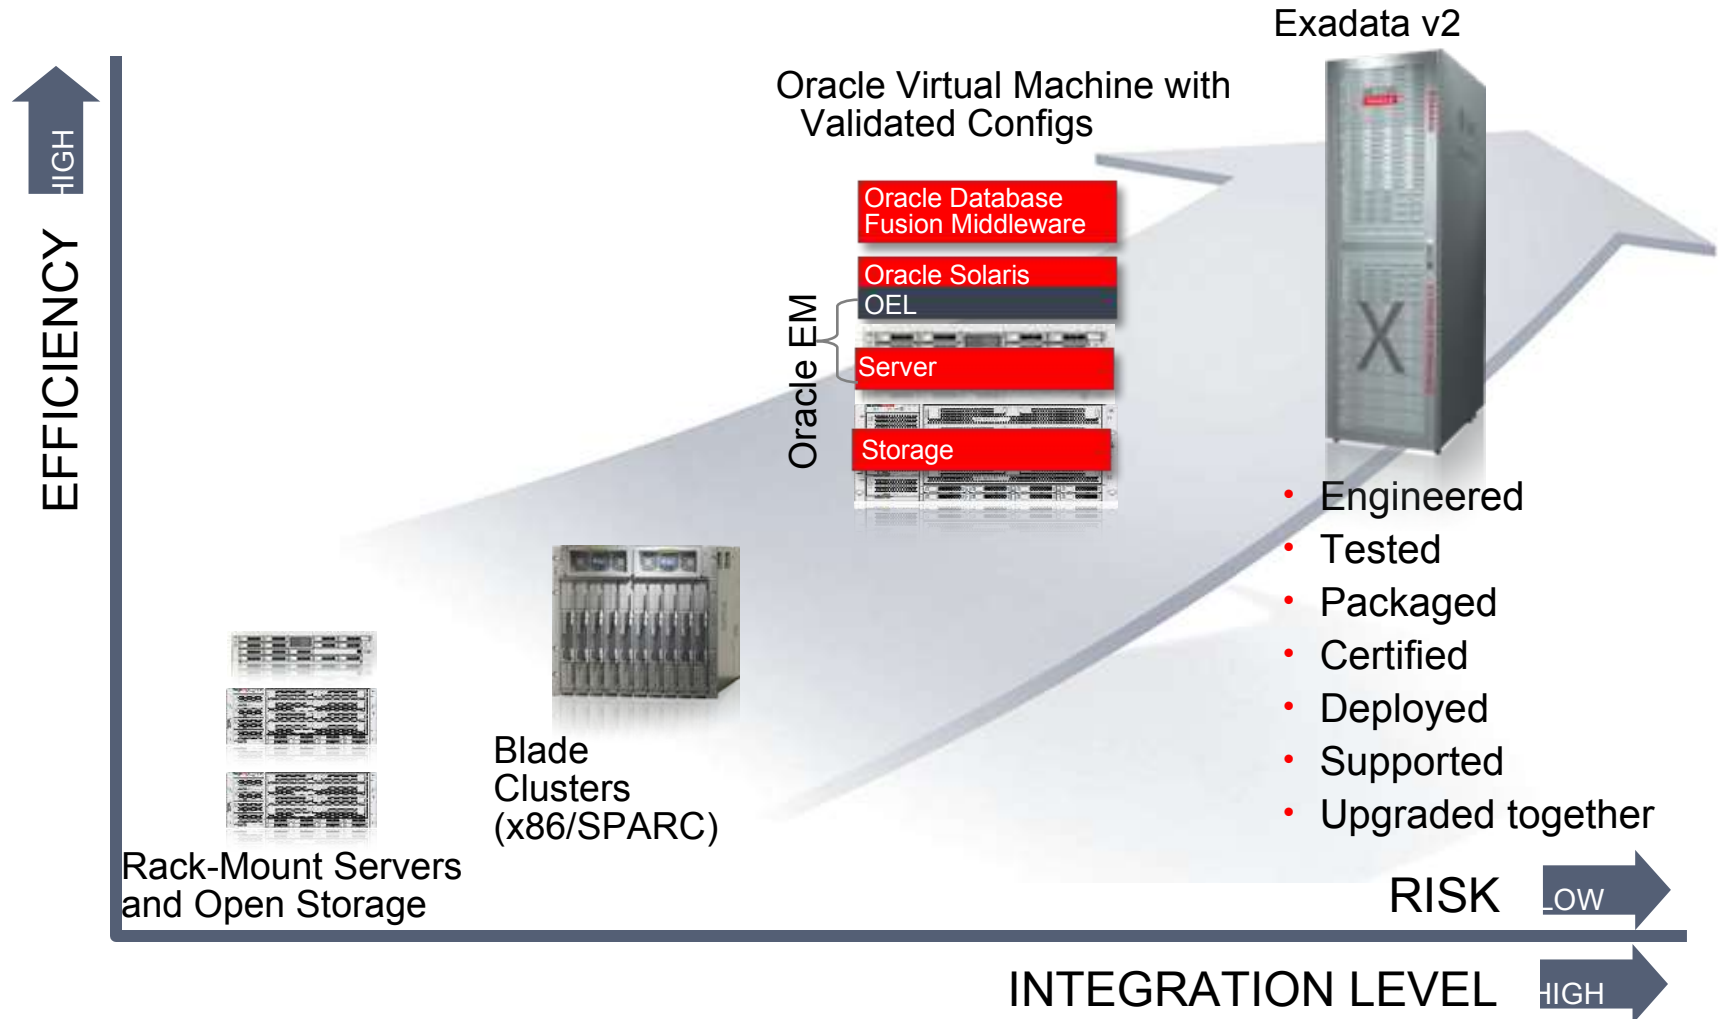 Exadata v2
Oracle Virtual Machine with
Validated Configs
HIGH
EFFICIENCY
Oracle Database
Fusion Middleware
Oracle Solaris
OEL
Oracle EM
Server
Storage
X
Blade
Clusters
(x86/SPARC)
Rack-Mount Servers
and Open Storage
• Engineered
• Tested
• Packaged
• Certified
• Deployed
• Supported
• Upgraded together
RISK
LOW
INTEGRATION LEVEL
HIGH